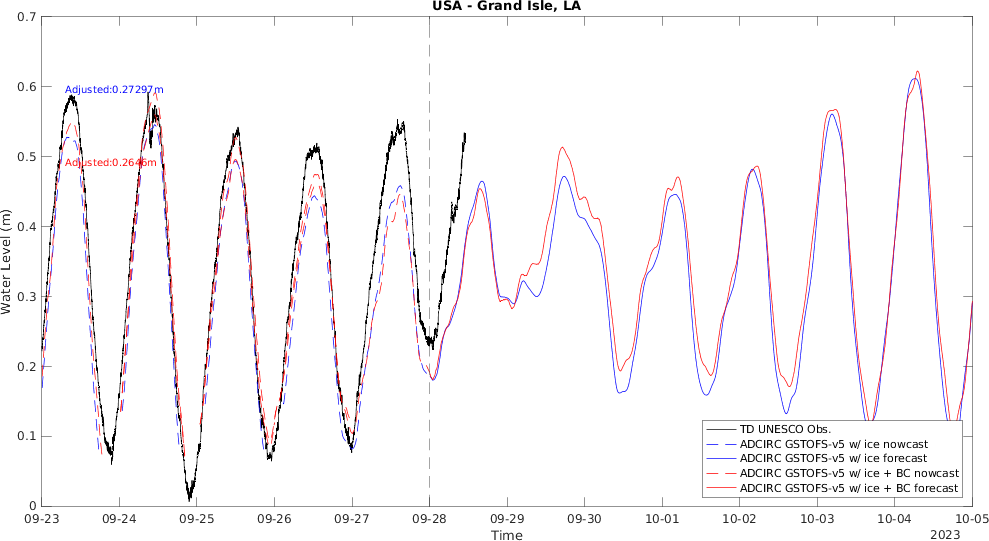 USA - Grand Isle, LA
0.7
0.6
0.5
0.4
0.3
0.2
0.1
0
Water Level (m)
Adjusted:0.27297m
Adjusted:0.2646m
TD UNESCO Obs.
ADCIRC GSTOFS-v5 w/ ice nowcast
ADCIRC GSTOFS-v5 w/ ice forecast
ADCIRC GSTOFS-v5 w/ ice + BC nowcast
ADCIRC GSTOFS-v5 w/ ice + BC forecast
09-23 09-24 09-25 09-26 09-27 09-28 09-29 09-30 10-01 10-02 10-03 10-04 10-05
Time
2023